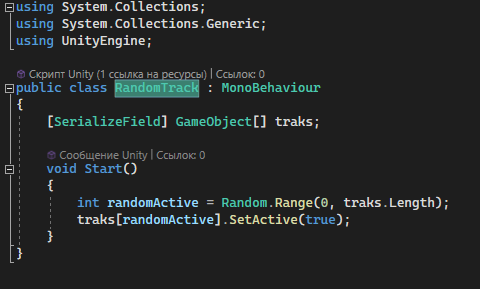 using System.Collections;
using System.Collections.Generic;
using UnityEngine;
Скрипт Unity (1 ссылка на ресурсы) | Ссылок: 0
public class RandomTrack : MonoBehaviour
{
[SerializeField] GameObject[] traks;
Сообщение Unity | Ссылок: 0
void Start()
{
int randomActive = Random.Range(0, traks.Length);
traks[randomActive].SetActive(true);
}
}